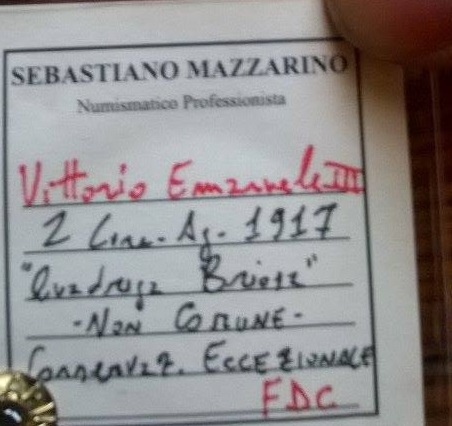 SEBASTIANO MAZZARINO
Numismatico Professionista
Vittorio Emanuele III
2 Lire. Ag. 1917
"Quadriga Briosa"
- NON COMUNE -
Conservaz. ECCEZIONALE
FDC